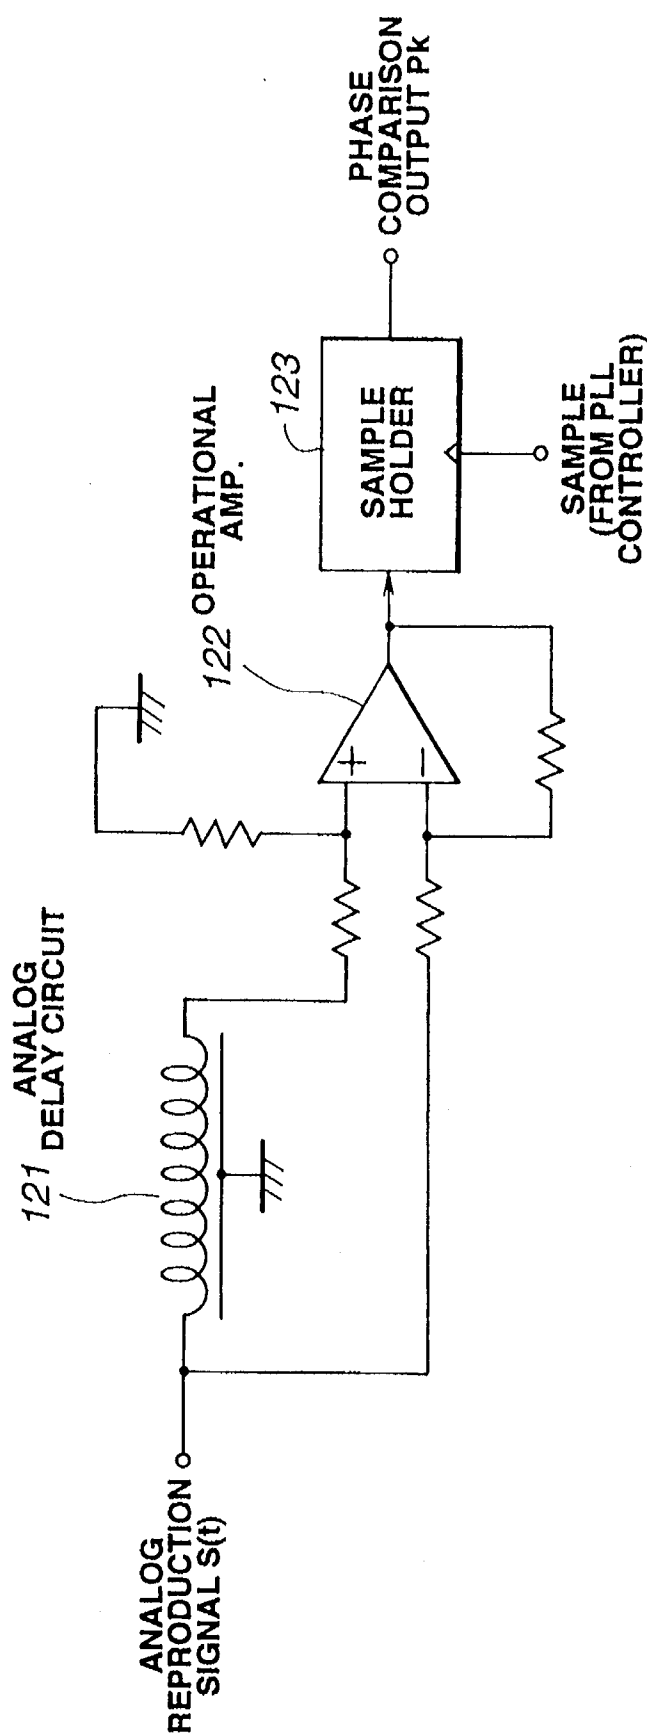 ANALOG
REPRODUCTION
SIGNAL S(t)
121
ANALOG
DELAY CIRCUIT
122
OPERATIONAL
AMP.
+
−
123
SAMPLE
HOLDER
SAMPLE
(FROM PLL
CONTROLLER)
PHASE
COMPARISON
OUTPUT Pk